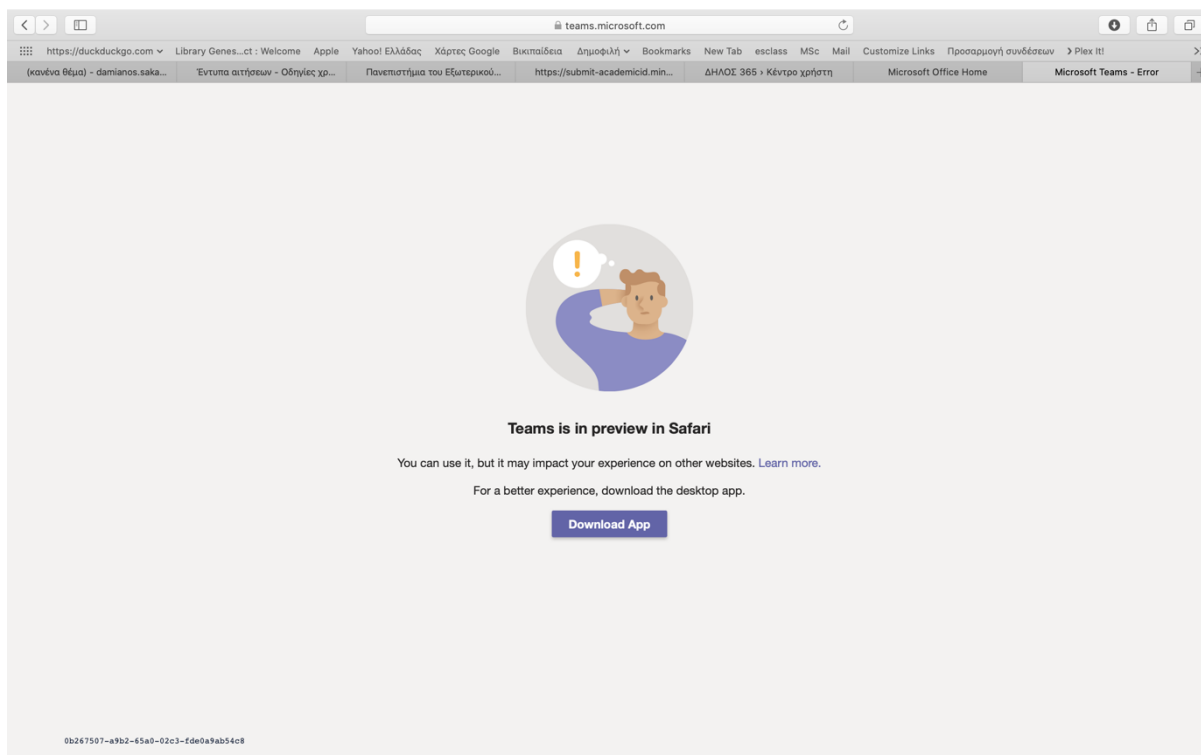 teams.microsoft.com
https://duckduckgo.com Library Genes...ct : Welcome Apple Yahoo! Ελλάδας Χάρτες Google Βικιπαίδεια Δημοφιλή Bookmarks New Tab esclass MSc Mail Customize Links Προσαρμογή συνδέσεων Plex It!
(κανένα θέμα) - damianos.saka... Έντυπα αιτήσεων - Οδηγίες χρ... Πανεπιστήμια του Εξωτερικού... https://submit-academicid.min... ΔΗΛΟΣ 365 › Κέντρο χρήστη Microsoft Office Home Microsoft Teams - Error
!
Teams is in preview in Safari
You can use it, but it may impact your experience on other websites. Learn more.
For a better experience, download the desktop app.
Download App
0b267507-a9b2-65a0-02c3-fde0a9ab54c8